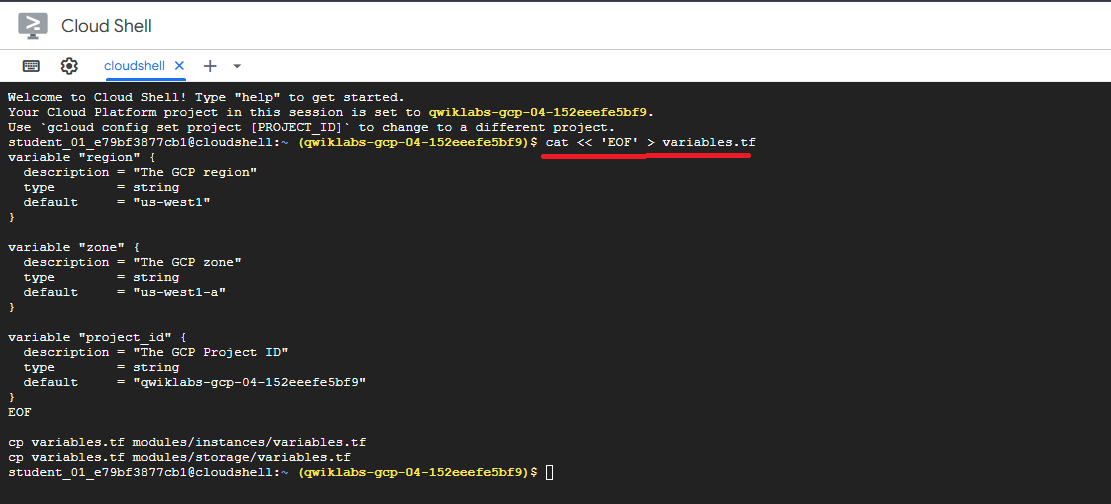 Cloud Shell
cloudshell
Welcome to Cloud Shell! Type "help" to get started.
Your Cloud Platform project in this session is set to qwiklabs-gcp-04-152eeefe5bf9.
Use `gcloud config set project [PROJECT_ID]` to change to a different project.
student_01_e79bf3877cb1@cloudshell:~ (qwiklabs-gcp-04-152eeefe5bf9)$ cat << 'EOF' > variables.tf
variable "region" {
  description = "The GCP region"
  type        = string
  default     = "us-west1"
}

variable "zone" {
  description = "The GCP zone"
  type        = string
  default     = "us-west1-a"
}

variable "project_id" {
  description = "The GCP Project ID"
  type        = string
  default     = "qwiklabs-gcp-04-152eeefe5bf9"
}
EOF

cp variables.tf modules/instances/variables.tf
cp variables.tf modules/storage/variables.tf
student_01_e79bf3877cb1@cloudshell:~ (qwiklabs-gcp-04-152eeefe5bf9)$